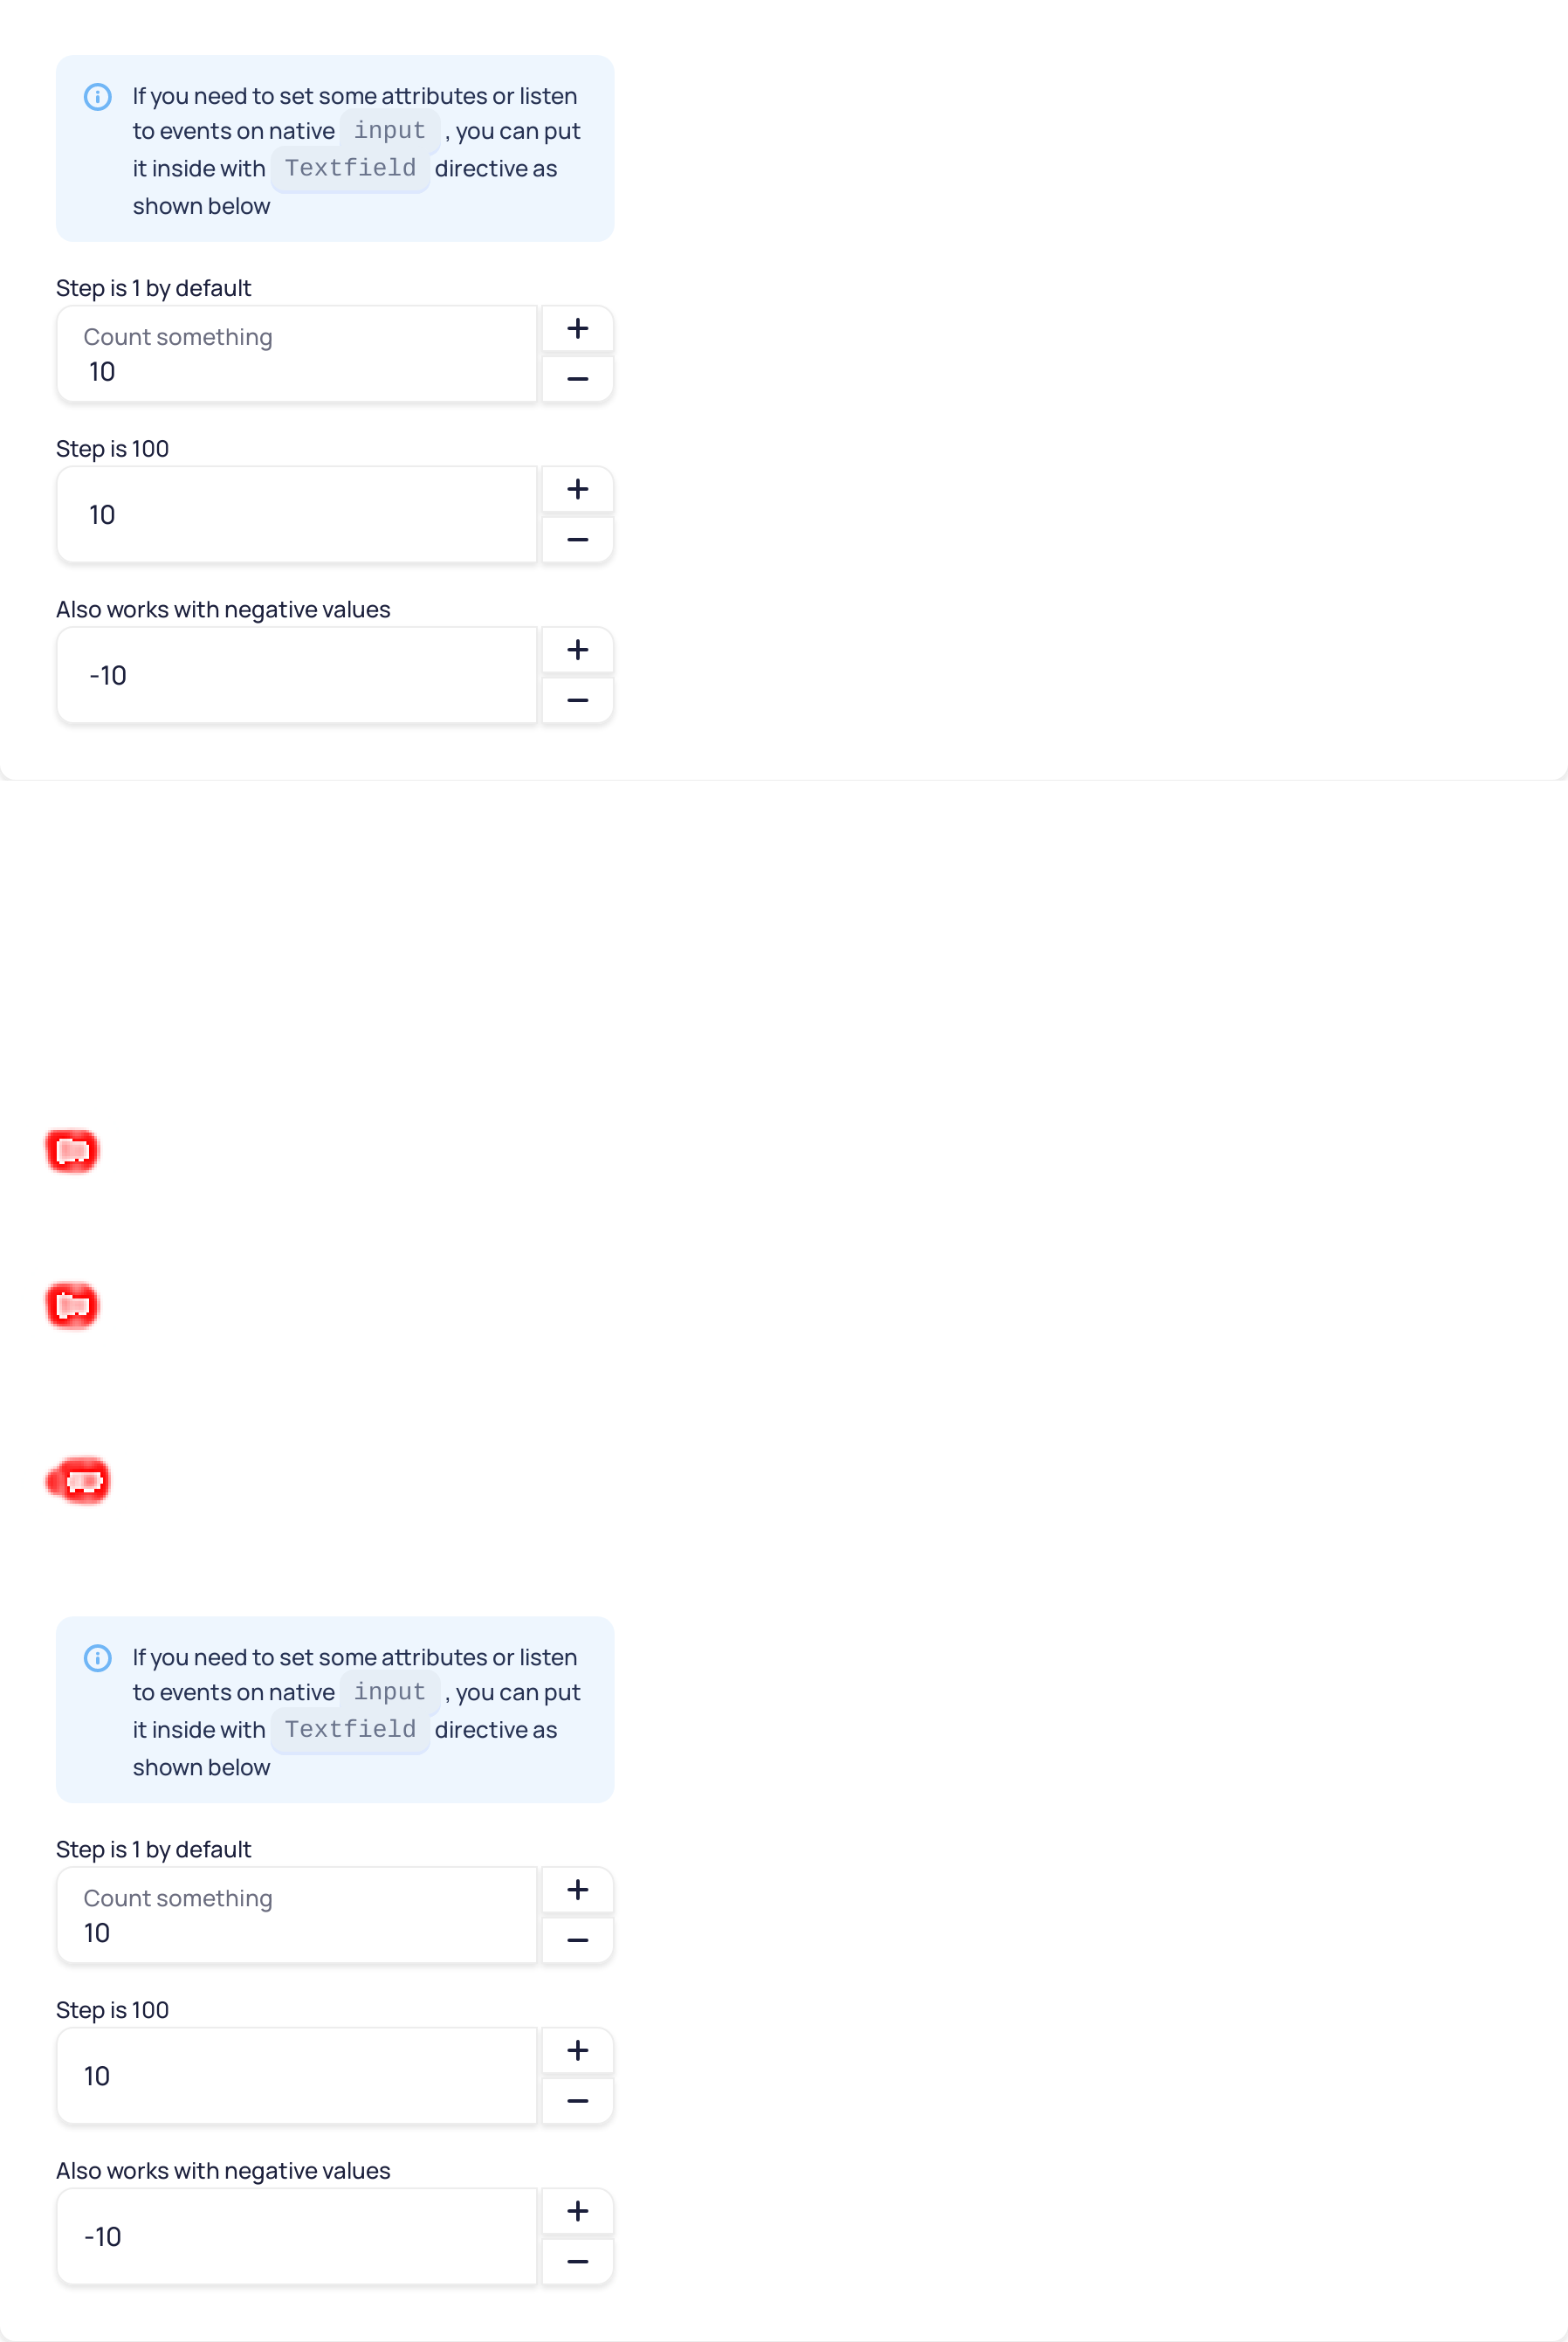 If you need to set some attributes or listen
to events on native input , you can put
it inside with Textfield directive as
shown below
Step is 1 by default
Count something
10
Step is 100
10
Also works with negative values
-10
If you need to set some attributes or listen
to events on native input , you can put
it inside with Textfield directive as
shown below
Step is 1 by default
Count something
10
Step is 100
10
Also works with negative values
-10